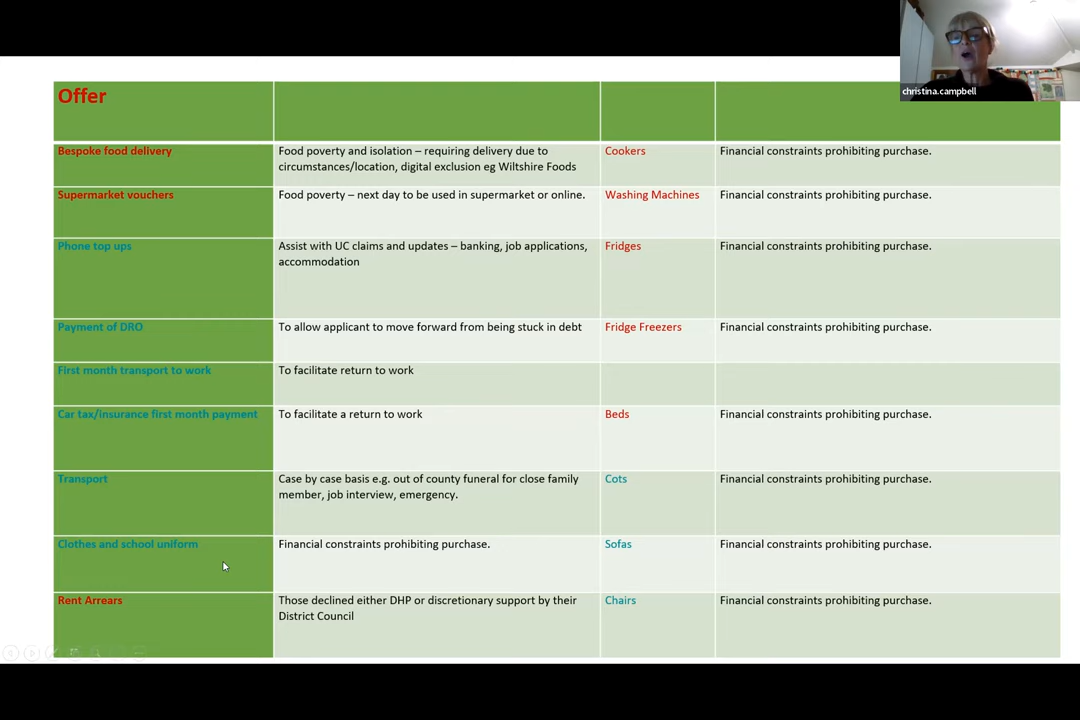 christina.campbell
Offer
Bespoke food delivery
Food poverty and isolation – requiring delivery due to
circumstances/location, digital exclusion eg Wiltshire Foods
Cookers
Financial constraints prohibiting purchase.
Supermarket vouchers
Food poverty – next day to be used in supermarket or online.
Washing Machines
Financial constraints prohibiting purchase.
Phone top ups
Assist with UC claims and updates – banking, job applications,
accommodation
Fridges
Financial constraints prohibiting purchase.
Payment of DRO
To allow applicant to move forward from being stuck in debt
Fridge Freezers
Financial constraints prohibiting purchase.
First month transport to work
To facilitate return to work
Car tax/insurance first month payment
To facilitate a return to work
Beds
Financial constraints prohibiting purchase.
Transport
Case by case basis e.g. out of county funeral for close family
member, job interview, emergency.
Cots
Financial constraints prohibiting purchase.
Clothes and school uniform
Financial constraints prohibiting purchase.
Sofas
Financial constraints prohibiting purchase.
Rent Arrears
Those declined either DHP or discretionary support by their
District Council
Chairs
Financial constraints prohibiting purchase.